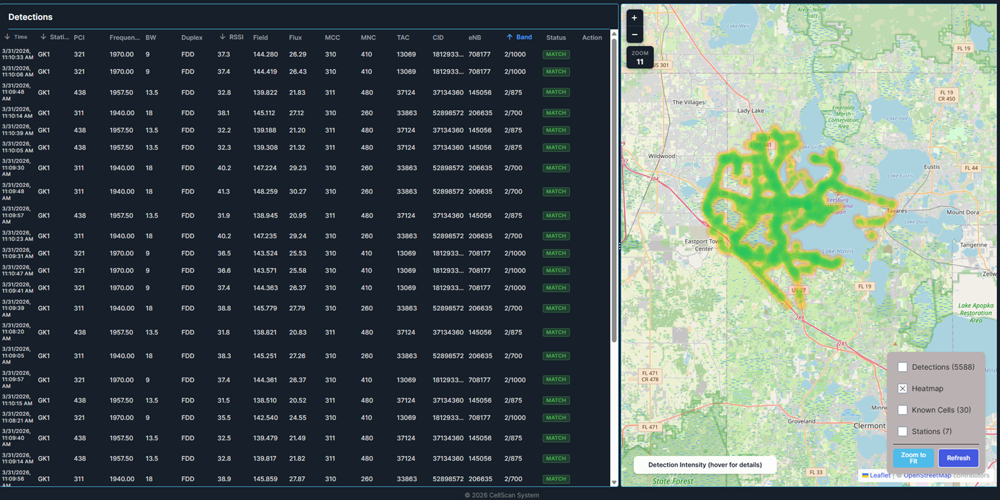 Detections
Time Stati... PCI Frequen... BW Duplex RSSI Field Flux MCC MNC TAC CID eNB Band Status Action
3/31/2026, 11:10:33 AM GK1 321 1970.00 9 FDD 37.3 144.280 26.29 310 410 13069 1812933... 708177 2/1000 MATCH
3/31/2026, 11:10:06 AM GK1 321 1970.00 9 FDD 37.4 144.419 26.43 310 410 13069 1812933... 708177 2/1000 MATCH
3/31/2026, 11:09:48 AM GK1 438 1957.50 13.5 FDD 32.8 139.822 21.83 311 480 37124 37134360 145056 2/875 MATCH
3/31/2026, 11:10:14 AM GK1 311 1940.00 18 FDD 38.1 145.112 27.12 310 260 33863 52898572 206635 2/700 MATCH
3/31/2026, 11:10:39 AM GK1 438 1957.50 13.5 FDD 32.2 139.188 21.20 311 480 37124 37134360 145056 2/875 MATCH
3/31/2026, 11:10:05 AM GK1 438 1957.50 13.5 FDD 32.3 139.308 21.32 311 480 37124 37134360 145056 2/875 MATCH
3/31/2026, 11:09:30 AM GK1 311 1940.00 18 FDD 40.2 147.224 29.23 310 260 33863 52898572 206635 2/700 MATCH
3/31/2026, 11:09:48 AM GK1 311 1940.00 18 FDD 41.3 148.259 30.27 310 260 33863 52898572 206635 2/700 MATCH
3/31/2026, 11:09:57 AM GK1 438 1957.50 13.5 FDD 31.9 138.945 20.95 311 480 37124 37134360 145056 2/875 MATCH
3/31/2026, 11:10:23 AM GK1 311 1940.00 18 FDD 40.2 147.235 29.24 310 260 33863 52898572 206635 2/700 MATCH
3/31/2026, 11:09:31 AM GK1 321 1970.00 9 FDD 36.5 143.524 25.53 310 410 13069 1812933... 708177 2/1000 MATCH
3/31/2026, 11:10:47 AM GK1 321 1970.00 9 FDD 36.6 143.571 25.58 310 410 13069 1812933... 708177 2/1000 MATCH
3/31/2026, 11:09:41 AM GK1 321 1970.00 9 FDD 37.4 144.363 26.37 310 410 13069 1812933... 708177 2/1000 MATCH
3/31/2026, 11:09:39 AM GK1 311 1940.00 18 FDD 38.8 145.779 27.79 310 260 33863 52898572 206635 2/700 MATCH
3/31/2026, 11:08:20 AM GK1 438 1957.50 13.5 FDD 31.8 138.821 20.83 311 480 37124 37134360 145056 2/875 MATCH
3/31/2026, 11:09:05 AM GK1 311 1940.00 18 FDD 38.3 145.251 27.26 310 260 33863 52898572 206635 2/700 MATCH
3/31/2026, 11:09:57 AM GK1 321 1970.00 9 FDD 37.4 144.361 26.37 310 410 13069 1812933... 708177 2/1000 MATCH
3/31/2026, 11:10:15 AM GK1 438 1957.50 13.5 FDD 31.5 138.510 20.52 311 480 37124 37134360 145056 2/875 MATCH
3/31/2026, 11:08:21 AM GK1 321 1970.00 9 FDD 35.5 142.540 24.55 310 410 13069 1812933... 708177 2/1000 MATCH
3/31/2026, 11:09:40 AM GK1 438 1957.50 13.5 FDD 32.5 139.479 21.49 311 480 37124 37134360 145056 2/875 MATCH
3/31/2026, 11:09:14 AM GK1 438 1957.50 13.5 FDD 32.8 139.817 21.82 311 480 37124 37134360 145056 2/875 MATCH
3/31/2026, 11:09:56 AM GK1 311 1940.00 18 FDD 38.9 145.859 27.87 310 260 33863 52898572 206635 2/700 MATCH
+
−
ZOOM
11
US 301
Conservation
Area--North
Tract
Lake Weir
FL 19
FL 19
CR 450
The Villages
Lady Lake
Emeralda
Marsh
Conservation
Area
Lake Yale
US 27
US 441
Lake Griffin
Wildwood
307
304
Eustis
FL 44
Lake Eustis
Leesburg
Leesburg
International
Airport
Tavares
Lake Dora
Mount Dora
Eastport Town
Center
Lake Harris
Tangerine
Zellw
FL 19
US 27
289
285
Lake Apopka
Restoration
Area
FL 471
CR 478
FL 471
Groveland
Minne
Clermont
FL 33
State Forest
Detections (5588)
Heatmap
Known Cells (30)
Stations (7)
Zoom to Fit
Refresh
Detection Intensity (hover for details)
Leaflet | © OpenStreetMap contributors
© 2026 CellScan System